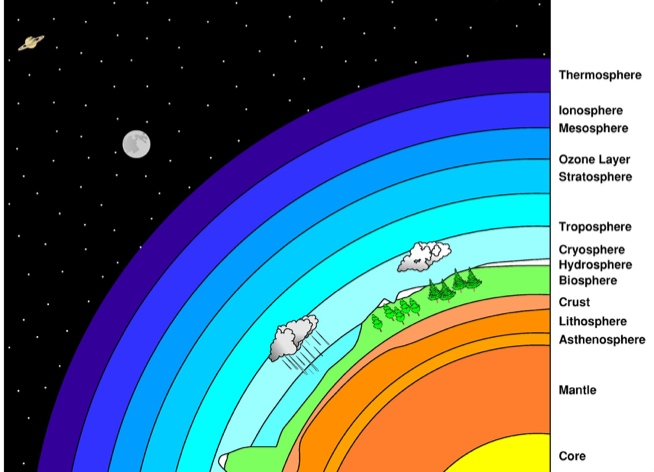 Thermosphere
Ionosphere
Mesosphere
Ozone Layer
Stratosphere
Troposphere
Cryosphere
Hydrosphere
Biosphere
Crust
Lithosphere
Asthenosphere
Mantle
Core